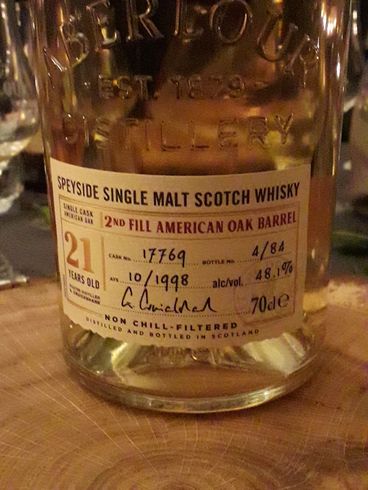 ABERLOUR
EST. 1879
DISTILLERY
SPEYSIDE SINGLE MALT SCOTCH WHISKY
SINGLE CASK
AMERICAN OAK
2ND FILL AMERICAN OAK BARREL
21
YEARS OLD
CASK NO. 17769 BOTTLE NO. 4/84
AYS 10/1998 alc/vol. 48.1%
70cl e
NON CHILL-FILTERED
DISTILLED AND BOTTLED IN SCOTLAND